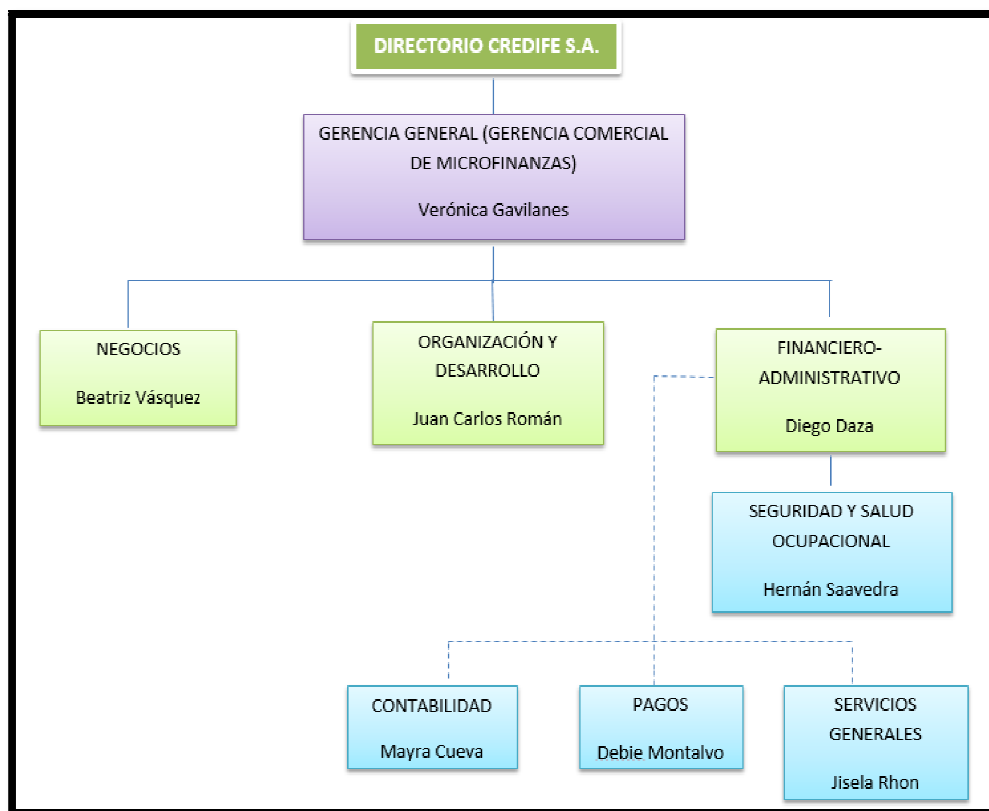 DIRECTORIO CREDIFE S.A.
GERENCIA GENERAL (GERENCIA COMERCIAL
DE MICROFINANZAS)
Verónica Gavilanes
NEGOCIOS
Beatriz Vásquez
ORGANIZACIÓN Y
DESARROLLO
Juan Carlos Román
FINANCIERO-
ADMINISTRATIVO
Diego Daza
SEGURIDAD Y SALUD
OCUPACIONAL
Hernán Saavedra
CONTABILIDAD
Mayra Cueva
PAGOS
Debie Montalvo
SERVICIOS
GENERALES
Jisela Rhon